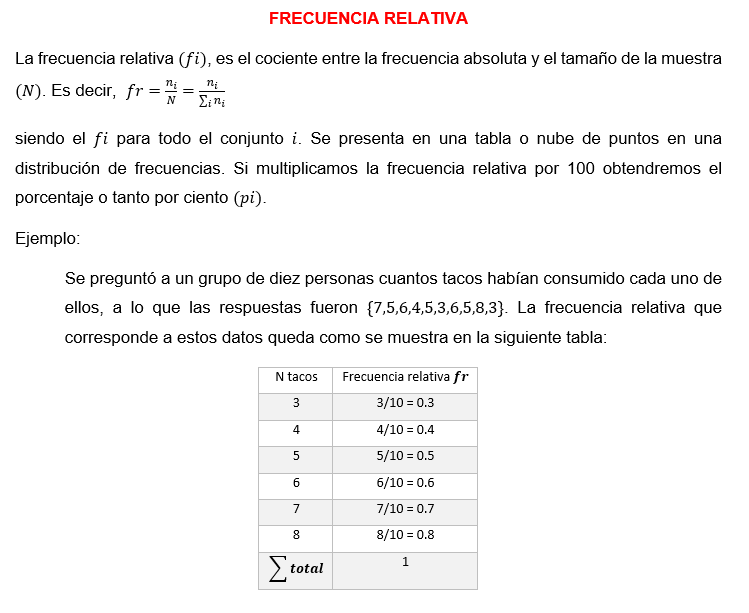 FRECUENCIA RELATIVA
La frecuencia relativa (fi), es el cociente entre la frecuencia absoluta y el tamaño de la muestra
(N). Es decir, fr = n_i/N = n_i/∑_i n_i
siendo el fi para todo el conjunto i. Se presenta en una tabla o nube de puntos en una
distribución de frecuencias. Si multiplicamos la frecuencia relativa por 100 obtendremos el
porcentaje o tanto por ciento (pi).
Ejemplo:
Se preguntó a un grupo de diez personas cuantos tacos habían consumido cada uno de
ellos, a lo que las respuestas fueron {7,5,6,4,5,3,6,5,8,3}. La frecuencia relativa que
corresponde a estos datos queda como se muestra en la siguiente tabla:
N tacos Frecuencia relativa fr
3 3/10 = 0.3
4 4/10 = 0.4
5 5/10 = 0.5
6 6/10 = 0.6
7 7/10 = 0.7
8 8/10 = 0.8
∑ total 1